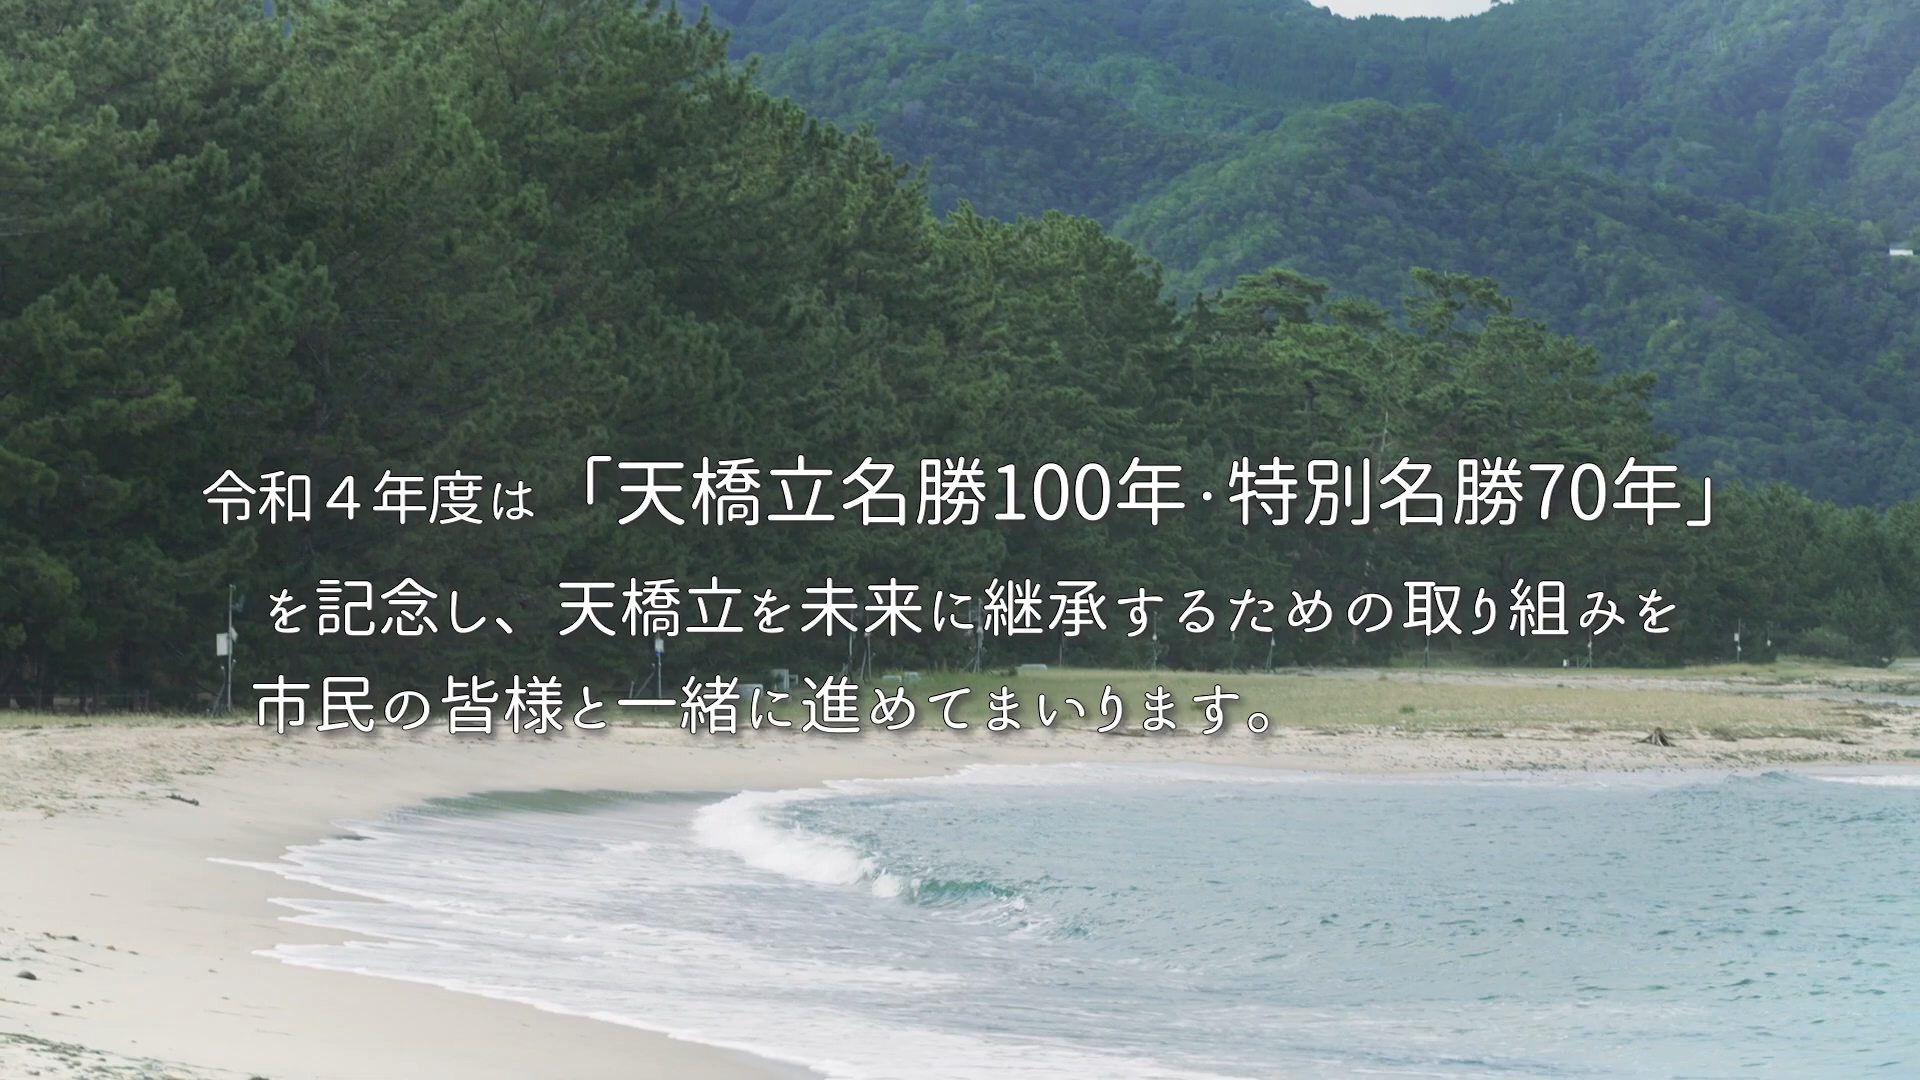 令和４年度は「天橋立名勝100年・特別名勝70年」
を記念し、天橋立を未来に継承するための取り組みを
市民の皆様と一緒に進めてまいります。